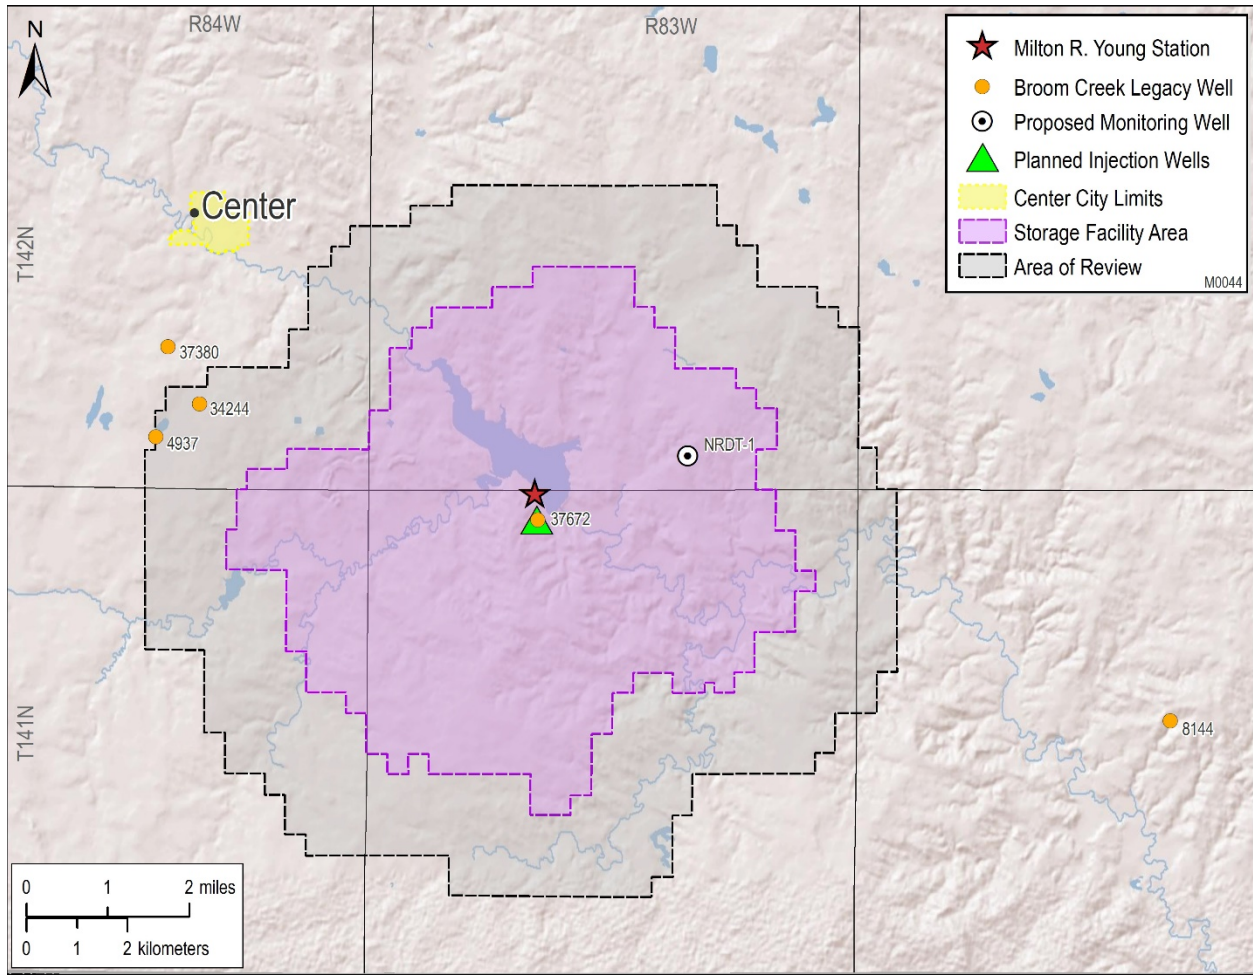 R84W
R83W
N
Milton R. Young Station
Broom Creek Legacy Well
Proposed Monitoring Well
Planned Injection Wells
Center City Limits
Storage Facility Area
Area of Review
M0044
Center
T142N
37380
34244
4937
NRDT-1
37672
T141N
8144
0 1 2 miles
0 1 2 kilometers